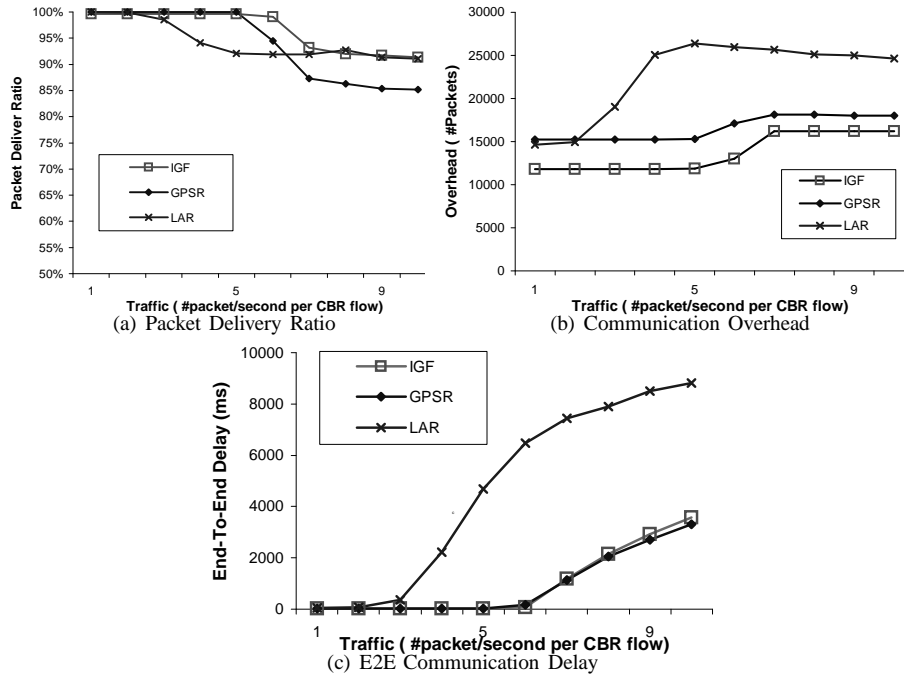 100%
95%
90%
85%
80%
75%
70%
65%
60%
55%
50%
Packet Deliver Ratio
IGF
GPSR
LAR
1 5 9
Traffic ( #packet/second per CBR flow)
(a) Packet Delivery Ratio
30000
25000
20000
15000
10000
5000
0
Overhead ( #Packets)
IGF
GPSR
LAR
1 5 9
Traffic ( #packet/second per CBR flow)
(b) Communication Overhead
10000
8000
6000
4000
2000
0
End-To-End Delay (ms)
IGF
GPSR
LAR
1 5 9
Traffic ( #packet/second per CBR flow)
(c) E2E Communication Delay